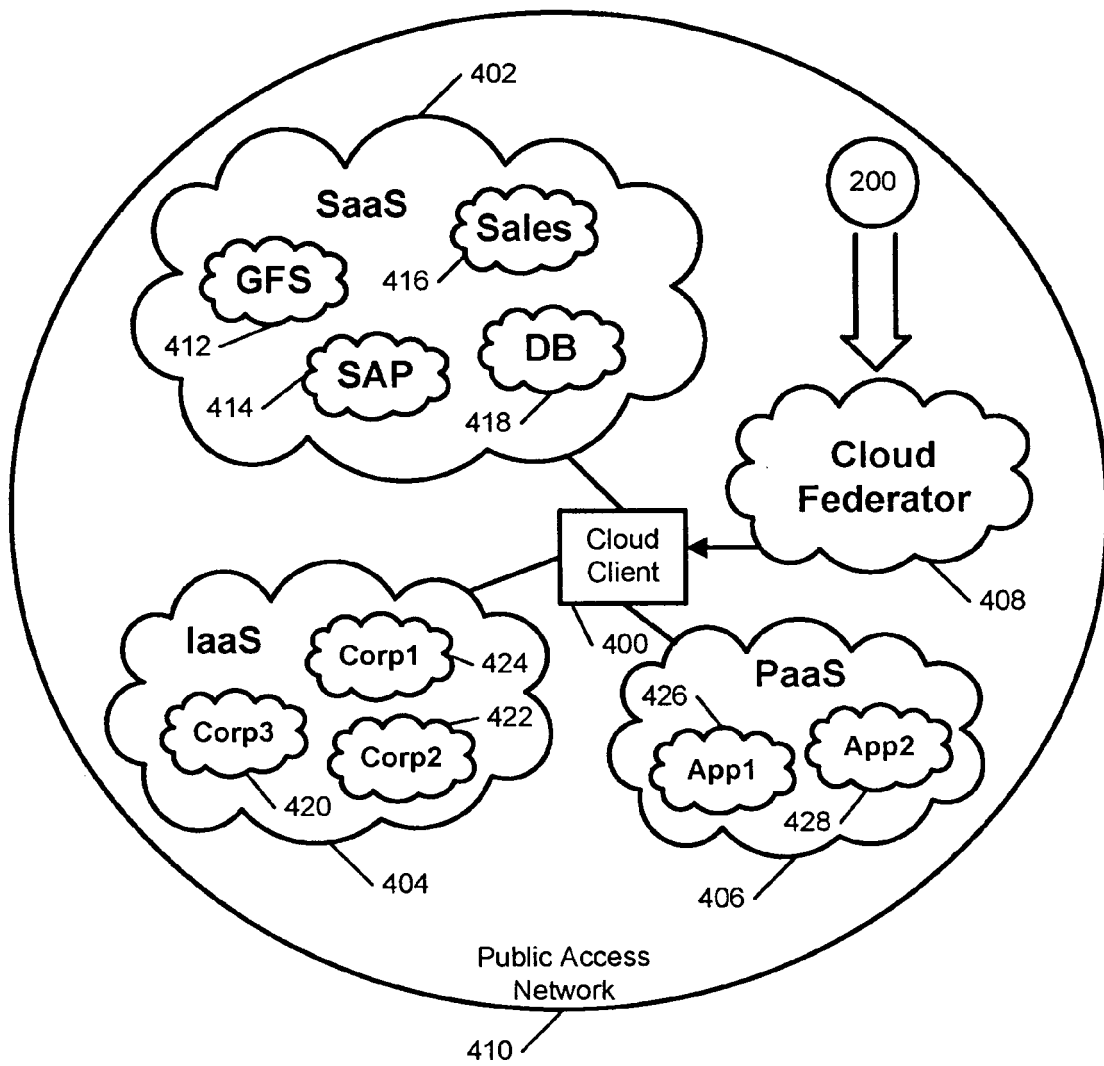 402
SaaS
Sales
416
GFS
412
SAP
414
DB
418
200
Cloud
Federator
408
Cloud
Client
400
IaaS
Corp1
424
422
Corp3
Corp2
420
404
PaaS
426
App2
App1
428
406
Public Access
Network
410